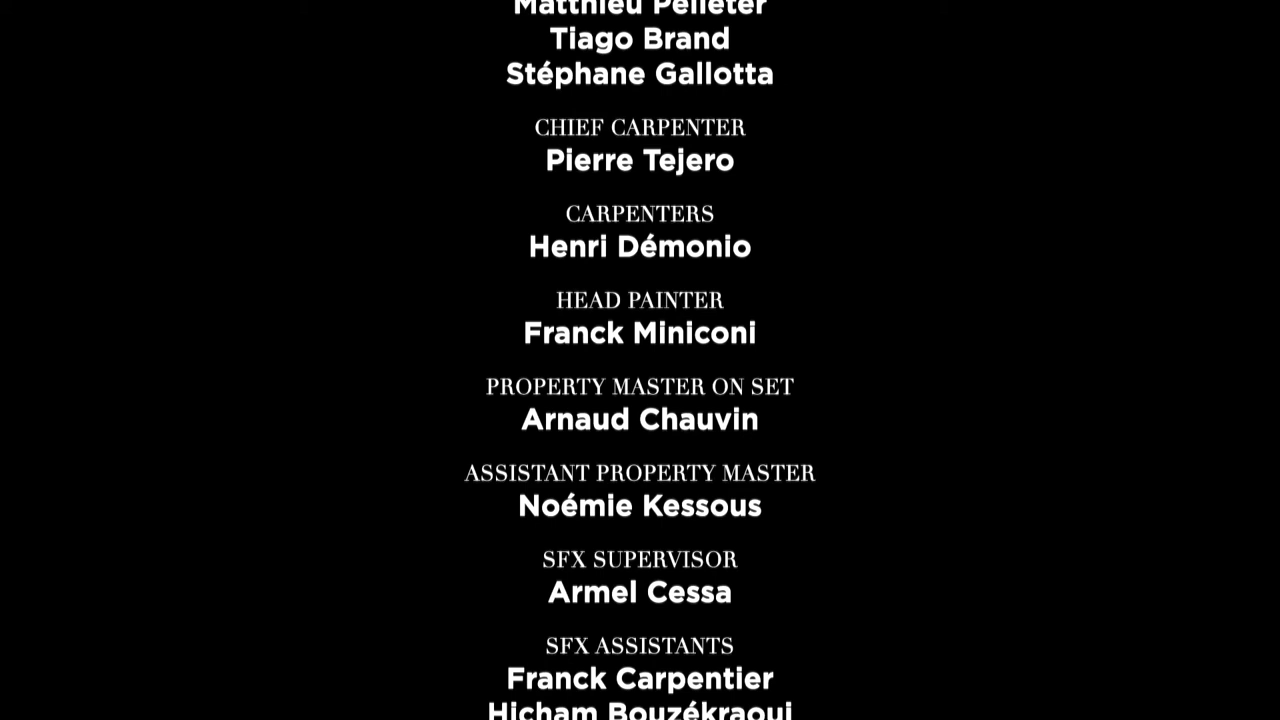 Matthieu Pelleter
Tiago Brand
Stéphane Gallotta
CHIEF CARPENTER
Pierre Tejero
CARPENTERS
Henri Démonio
HEAD PAINTER
Franck Miniconi
PROPERTY MASTER ON SET
Arnaud Chauvin
ASSISTANT PROPERTY MASTER
Noémie Kessous
SFX SUPERVISOR
Armel Cessa
SFX ASSISTANTS
Franck Carpentier
Hicham Bouzékraoui